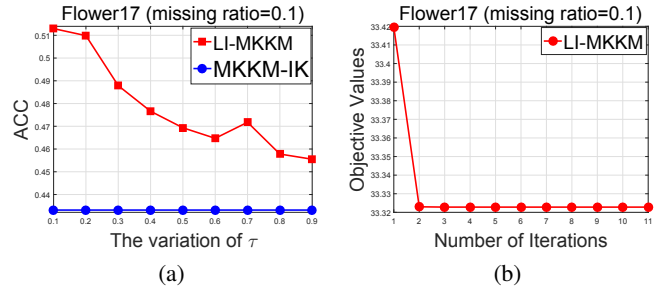 Flower17 (missing ratio=0.1)
LI-MKKM
MKKM-IK
ACC
0.51
0.5
0.49
0.48
0.47
0.46
0.45
0.44
0.1 0.2 0.3 0.4 0.5 0.6 0.7 0.8 0.9
The variation of τ
(a)
Flower17 (missing ratio=0.1)
LI-MKKM
Objective Values
33.42
33.41
33.4
33.39
33.38
33.37
33.36
33.35
33.34
33.33
33.32
1 2 3 4 5 6 7 8 9 10 11
Number of Iterations
(b)